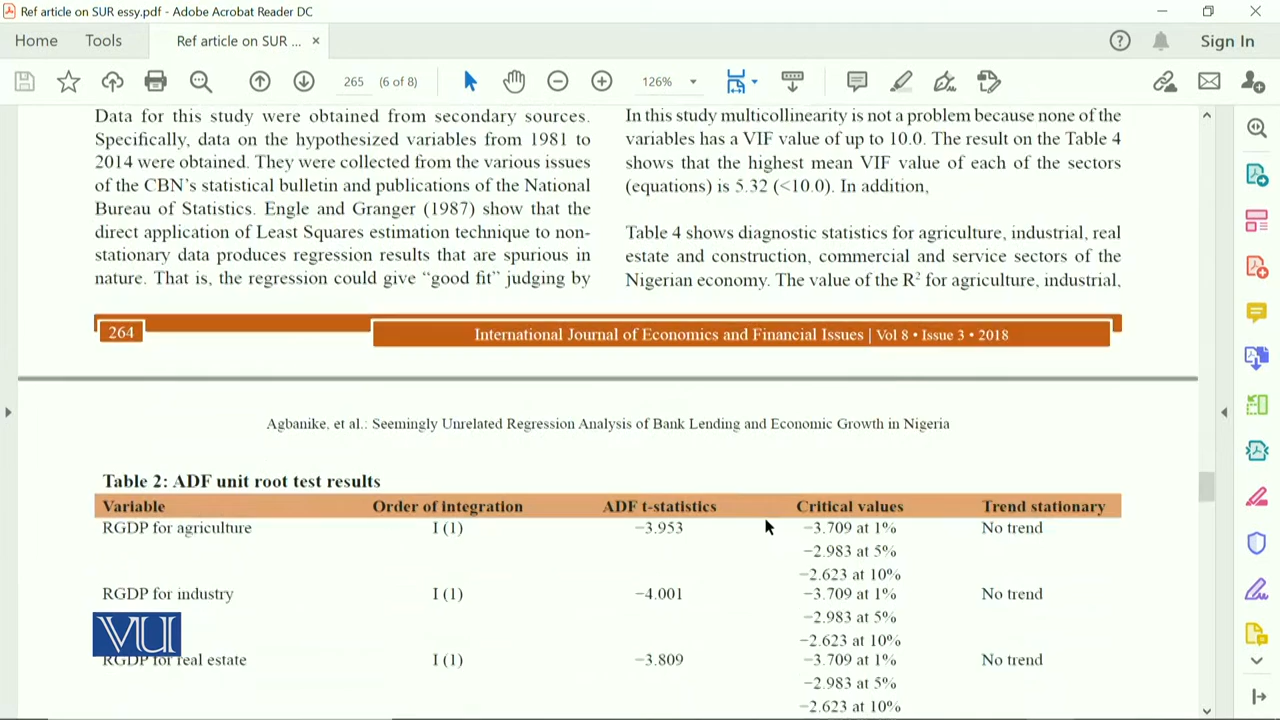 Ref article on SUR essy.pdf - Adobe Acrobat Reader DC
Home Tools Ref article on SUR ... × Sign In
265 (6 of 8) 126%
Data for this study were obtained from secondary sources.
Specifically, data on the hypothesized variables from 1981 to
2014 were obtained. They were collected from the various issues
of the CBN's statistical bulletin and publications of the National
Bureau of Statistics. Engle and Granger (1987) show that the
direct application of Least Squares estimation technique to non-
stationary data produces regression results that are spurious in
nature. That is, the regression could give “good fit” judging by
In this study multicollinearity is not a problem because none of the
variables has a VIF value of up to 10.0. The result on the Table 4
shows that the highest mean VIF value of each of the sectors
(equations) is 5.32 (<10.0). In addition,
Table 4 shows diagnostic statistics for agriculture, industrial, real
estate and construction, commercial and service sectors of the
Nigerian economy. The value of the R² for agriculture, industrial,
264 International Journal of Economics and Financial Issues | Vol 8 • Issue 3 • 2018
Agbanike, et al.: Seemingly Unrelated Regression Analysis of Bank Lending and Economic Growth in Nigeria
Table 2: ADF unit root test results
Variable Order of integration ADF t-statistics Critical values Trend stationary
RGDP for agriculture I (1) −3.953 −3.709 at 1% No trend
−2.983 at 5%
−2.623 at 10%
RGDP for industry I (1) −4.001 −3.709 at 1% No trend
−2.983 at 5%
−2.623 at 10%
VU
RGDP for real estate I (1) −3.809 −3.709 at 1% No trend
−2.983 at 5%
−2.623 at 10%